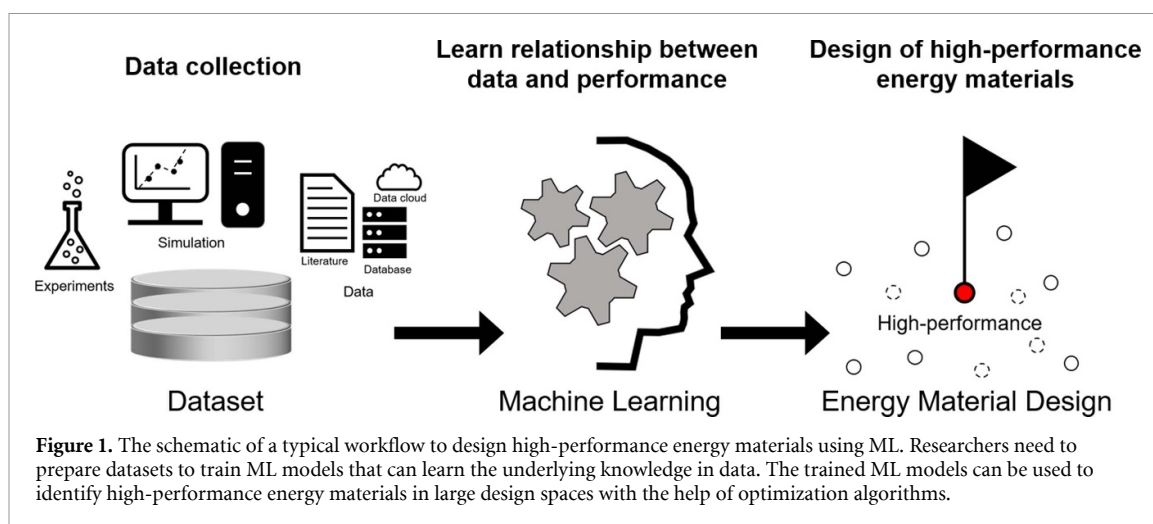 Data collection
Learn relationship between
data and performance
Design of high-performance
energy materials
Experiments
Simulation
Literature
Data cloud
Database
Data
High-performance
Dataset
Machine Learning
Energy Material Design
Figure 1. The schematic of a typical workflow to design high-performance energy materials using ML. Researchers need to
prepare datasets to train ML models that can learn the underlying knowledge in data. The trained ML models can be used to
identify high-performance energy materials in large design spaces with the help of optimization algorithms.